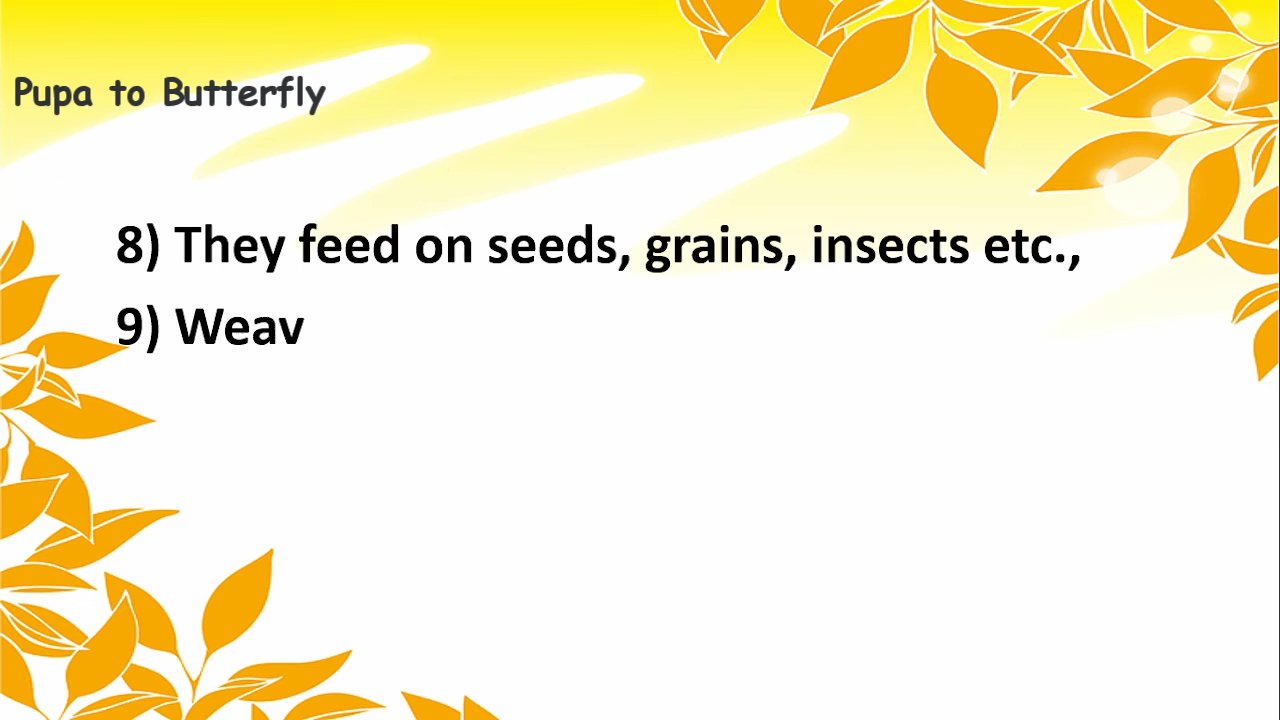 Pupa to Butterfly
8) They feed on seeds, grains, insects etc.,
9) Weav